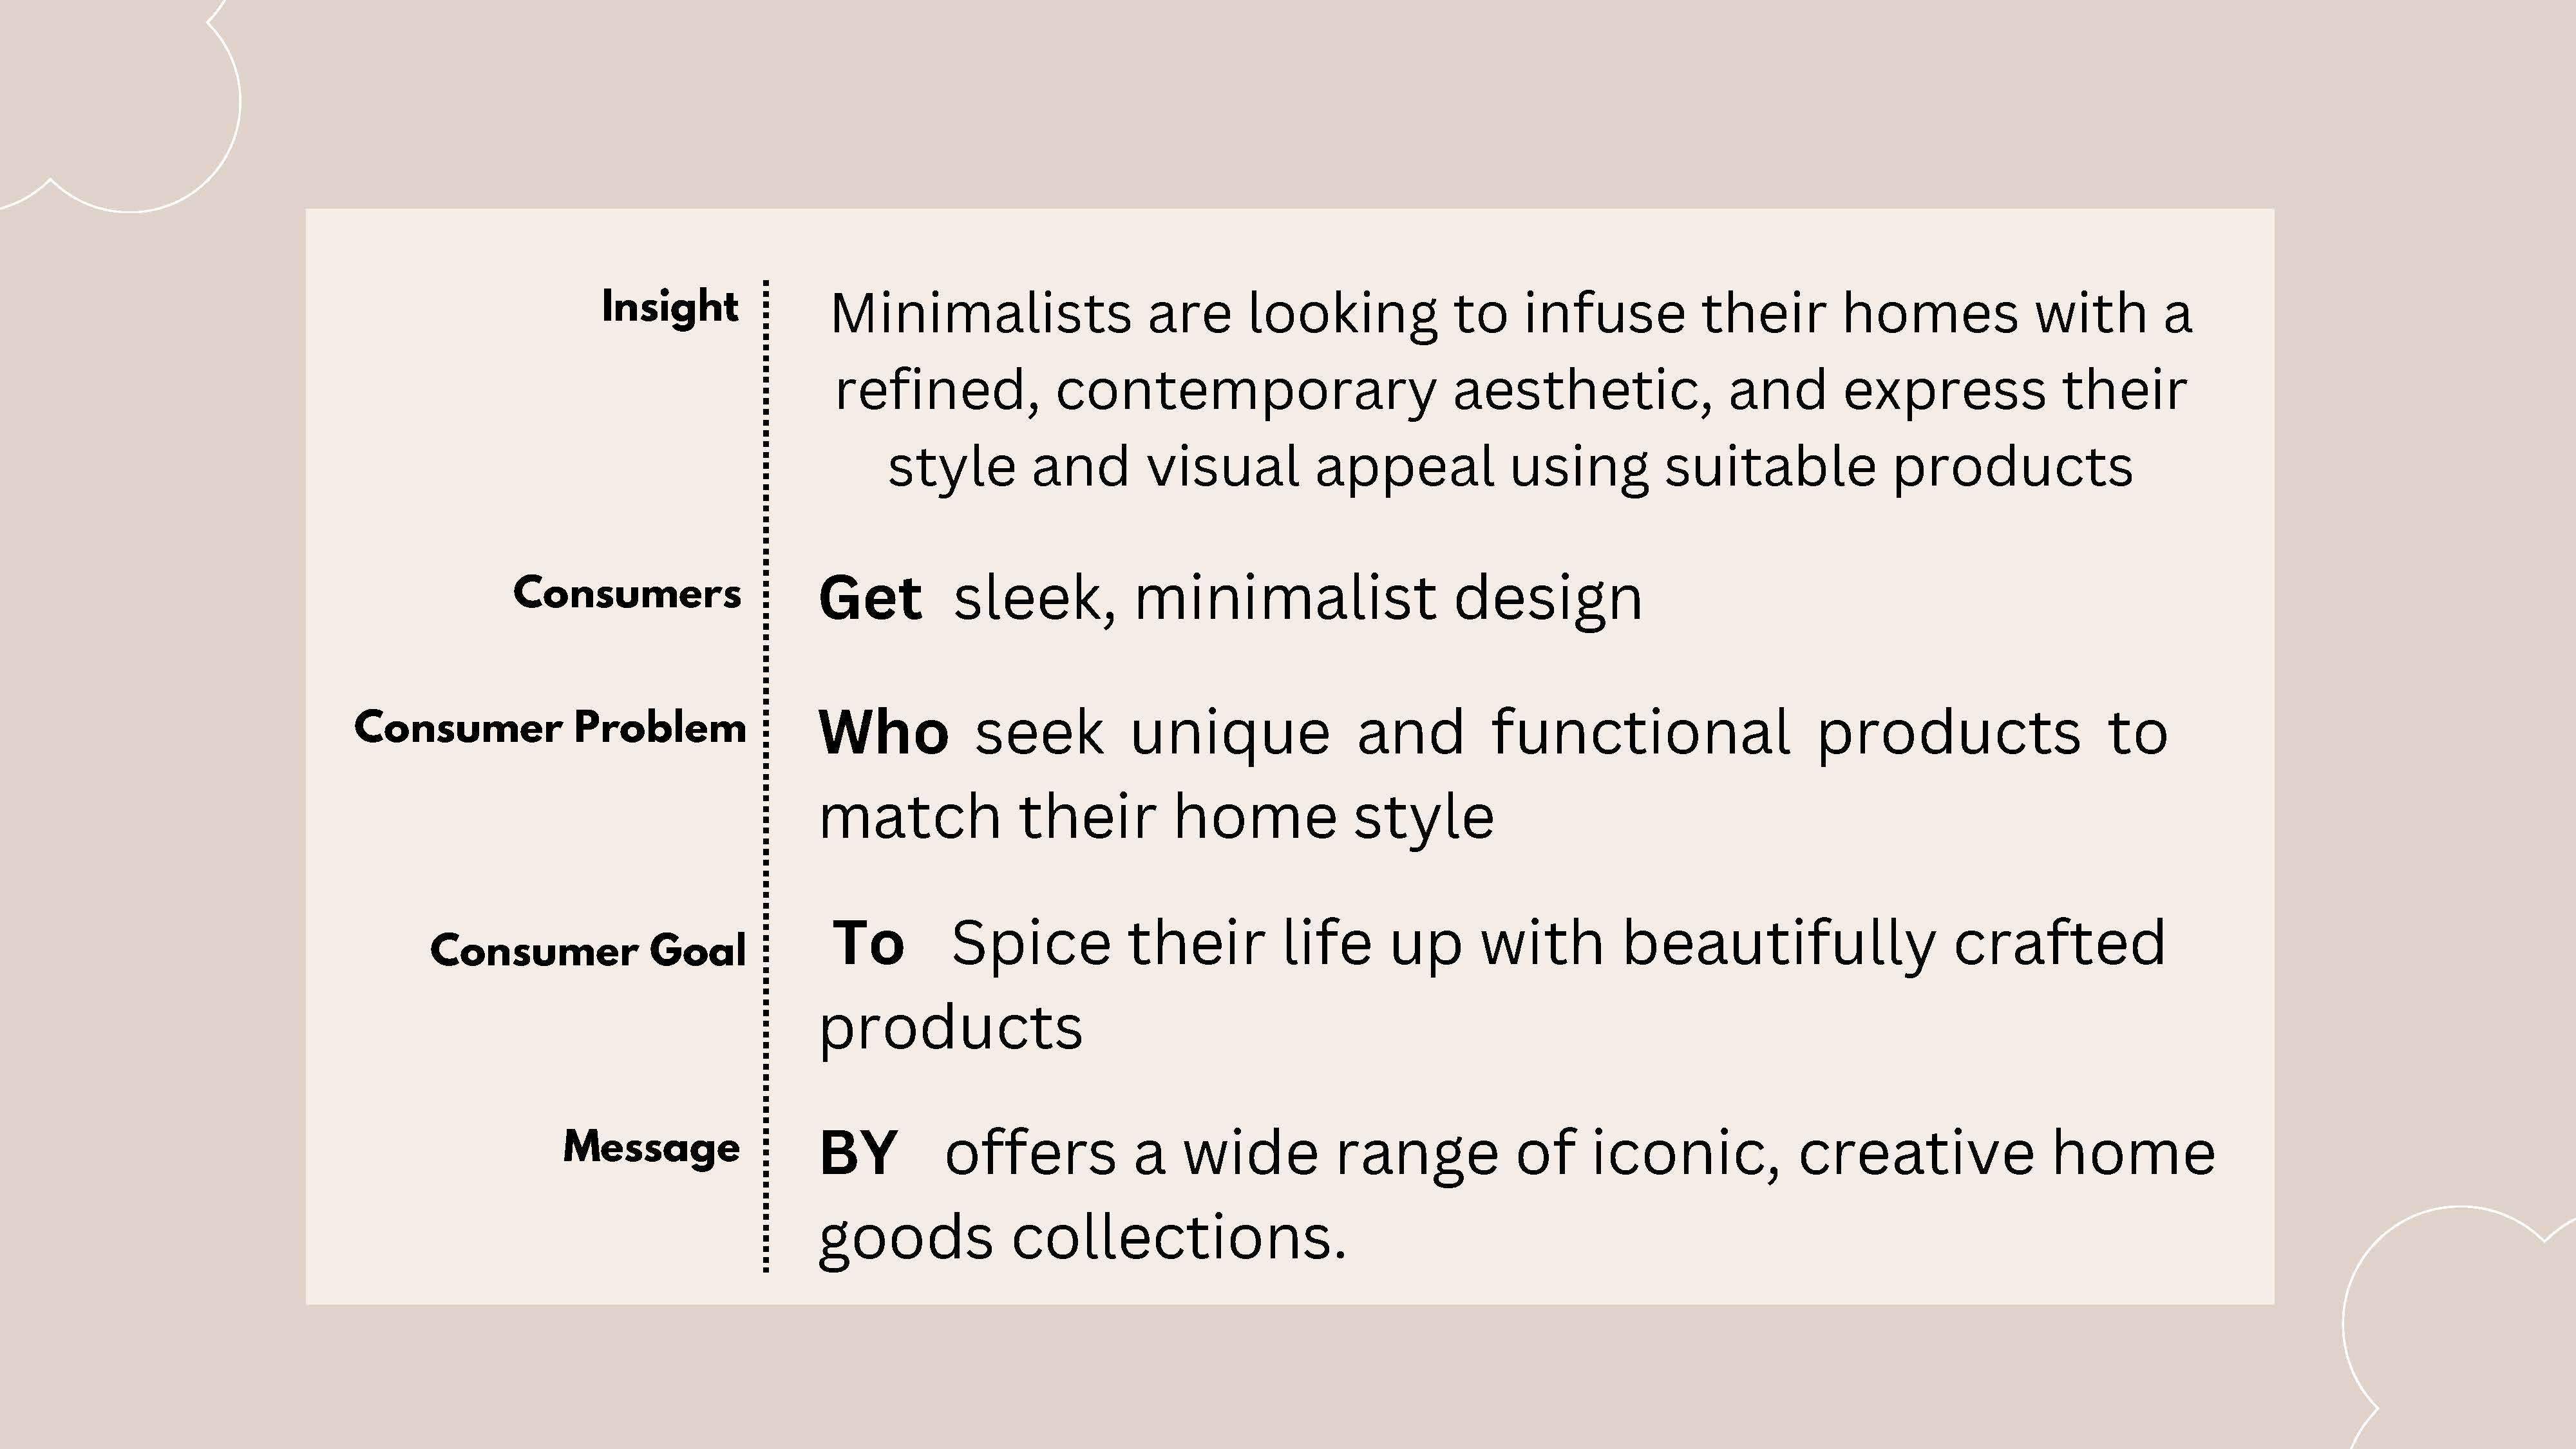 Insight
Minimalists are looking to infuse their homes with a
refined, contemporary aesthetic, and express their
style and visual appeal using suitable products
Consumers
Get sleek, minimalist design
Consumer Problem
Who seek unique and functional products to
match their home style
Consumer Goal
To Spice their life up with beautifully crafted
products
Message
BY offers a wide range of iconic, creative home
goods collections.